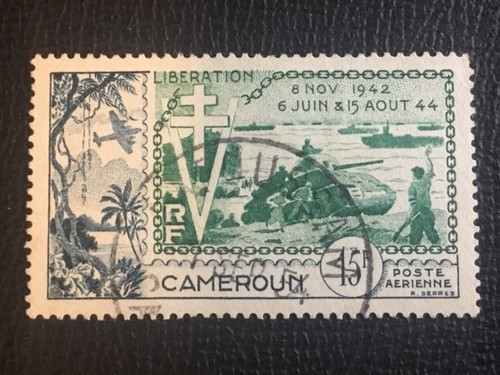 LIBERATION
8 NOV. 1942
6 JUIN & 15 AOUT 44
V
RF
CAMEROUN
15F
POSTE
AERIENNE
R. SERRES